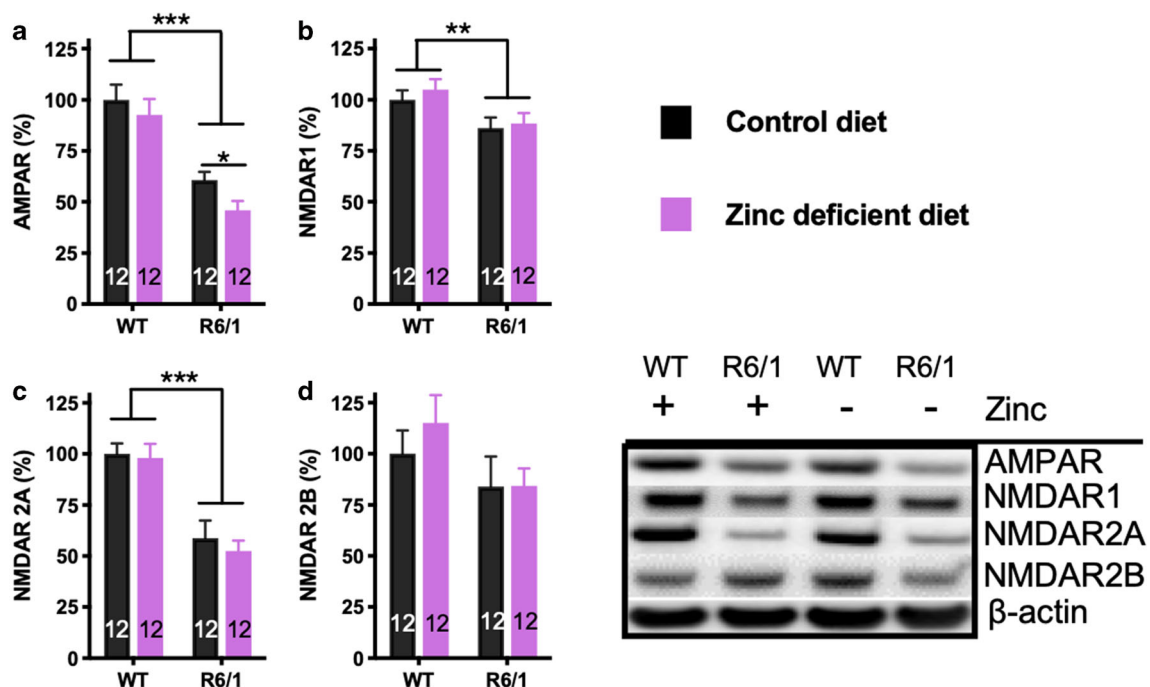 a
***
125
100
75
50
25
0
AMPAR (%)
*
12 12 12 12
WT R6/1
b
**
125
100
75
50
25
0
NMDAR1 (%)
12 12 12 12
WT R6/1
Control diet
Zinc deficient diet
c
***
125
100
75
50
25
0
NMDAR 2A (%)
12 12 12 12
WT R6/1
d
125
100
75
50
25
0
NMDAR 2B (%)
12 12 12 12
WT R6/1
WT R6/1 WT R6/1
+ + - - Zinc
AMPAR
NMDAR1
NMDAR2A
NMDAR2B
β-actin